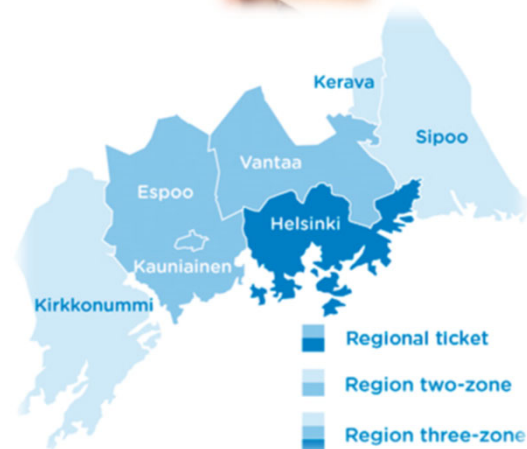 Kerava
Sipoo
Vantaa
Espoo
Helsinki
Kauniainen
Kirkkonummi
Regional ticket
Region two-zone
Region three-zone